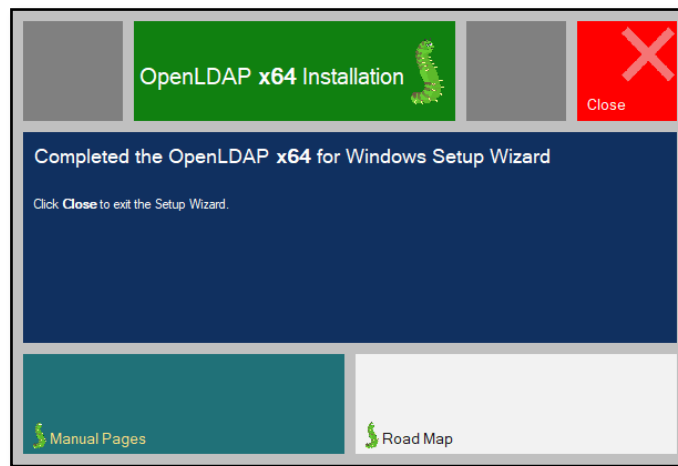 OpenLDAP x64 Installation
Close
Completed the OpenLDAP x64 for Windows Setup Wizard
Click Close to exit the Setup Wizard.
Manual Pages
Road Map